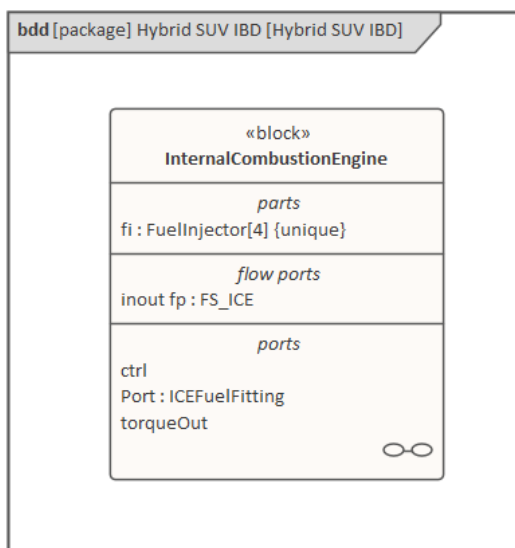 bdd [package] Hybrid SUV IBD [Hybrid SUV IBD]
«block»
InternalCombustionEngine
parts
fi : FuelInjector[4] {unique}
flow ports
inout fp : FS_ICE
ports
ctrl
Port : ICEFuelFitting
torqueOut